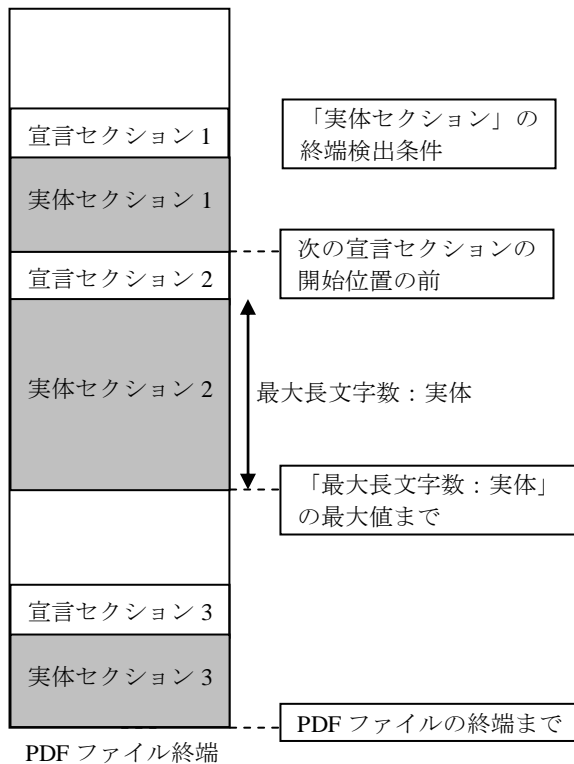 宣言セクション 1
「実体セクション」の
終端検出条件
実体セクション 1
次の宣言セクションの
開始位置の前
宣言セクション 2
実体セクション 2
最大長文字数：実体
「最大長文字数：実体」
の最大値まで
宣言セクション 3
実体セクション 3
PDF ファイルの終端まで
PDF ファイル終端